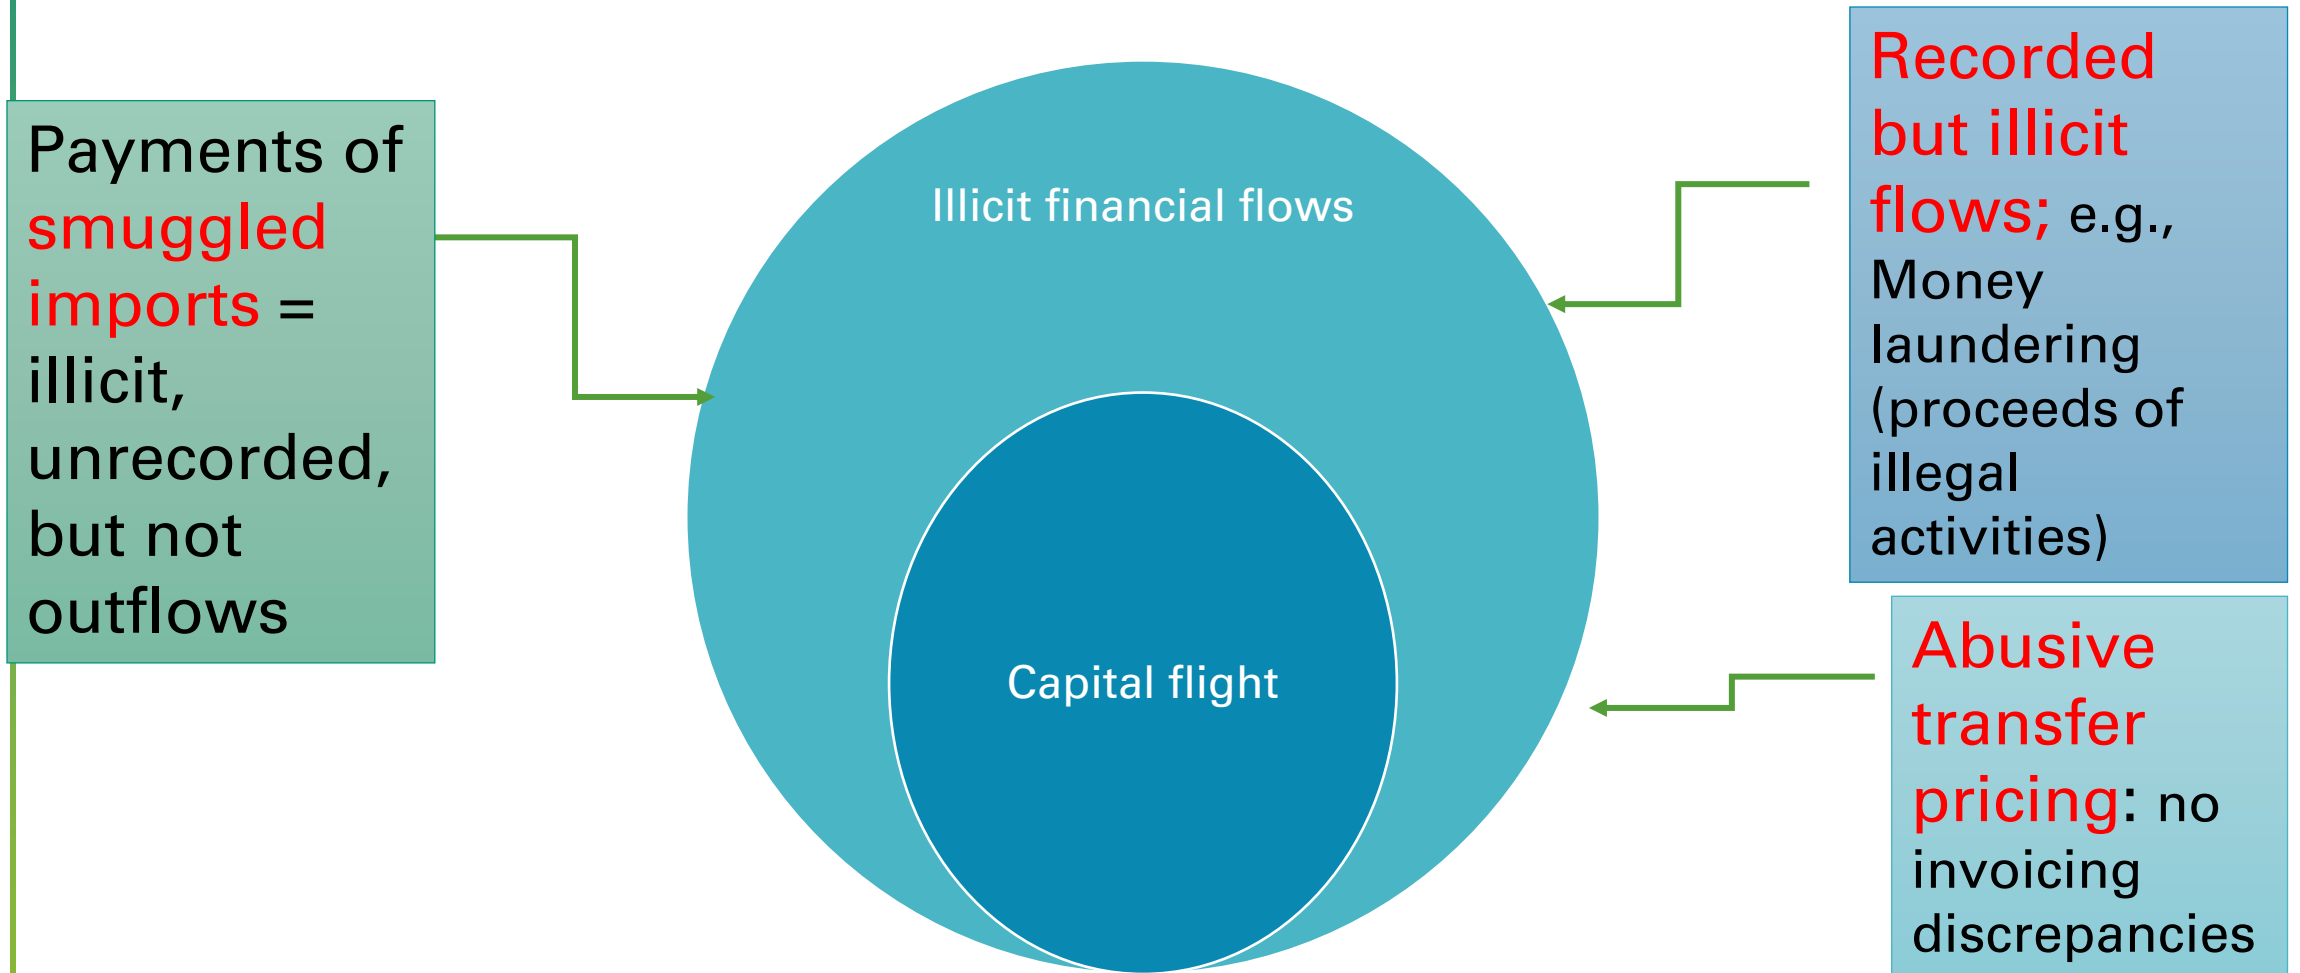 Payments of
smuggled
imports =
illicit,
unrecorded,
but not
outflows
Illicit financial flows
Capital flight
Recorded
but illicit
flows; e.g.,
Money
laundering
(proceeds of
illegal
activities)
Abusive
transfer
pricing: no
invoicing
discrepancies